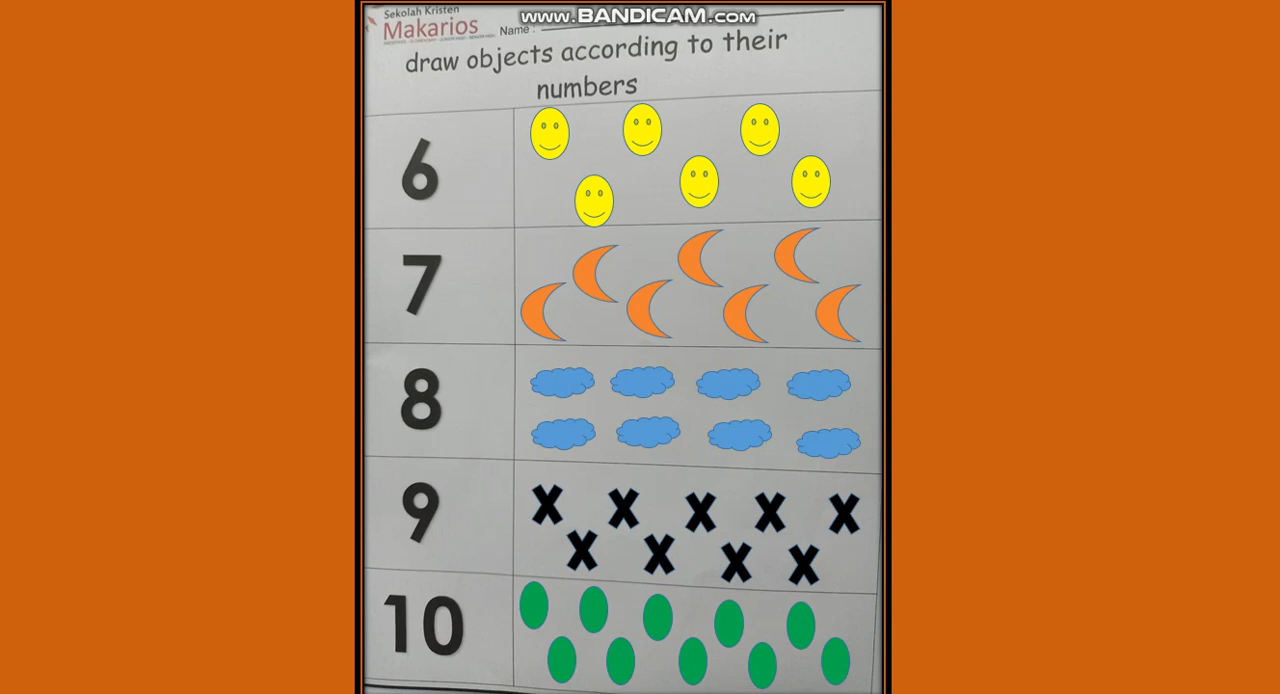 www.BANDICAM.com
Sekolah Kristen
Makarios
Name :
draw objects according to their
numbers
6
7
8
9
10